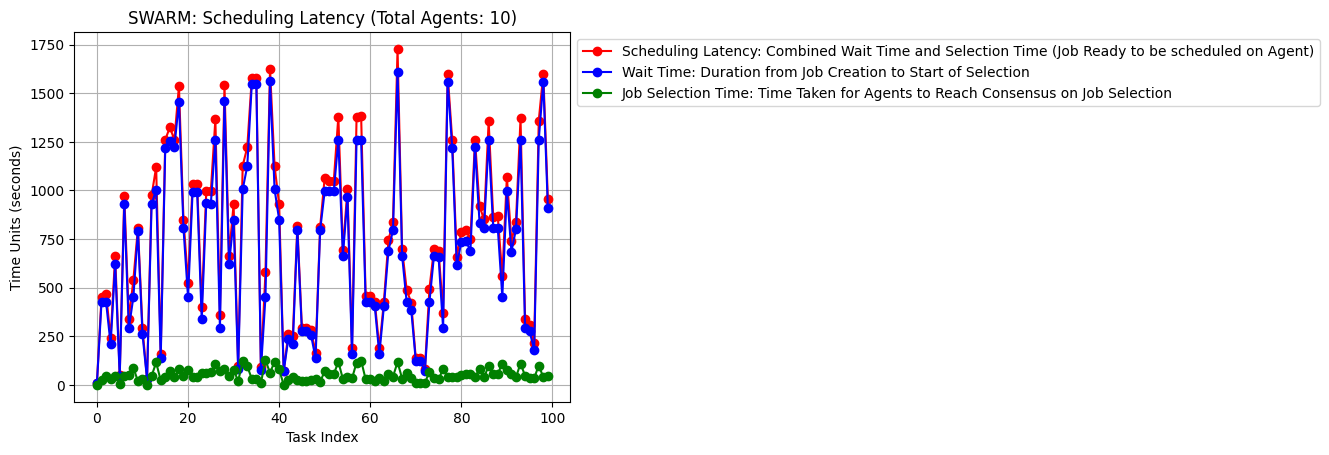 SWARM: Scheduling Latency (Total Agents: 10)
Scheduling Latency: Combined Wait Time and Selection Time (Job Ready to be scheduled on Agent)
Wait Time: Duration from Job Creation to Start of Selection
Job Selection Time: Time Taken for Agents to Reach Consensus on Job Selection
Time Units (seconds)
1750
1500
1250
1000
750
500
250
0
0 20 40 60 80 100
Task Index